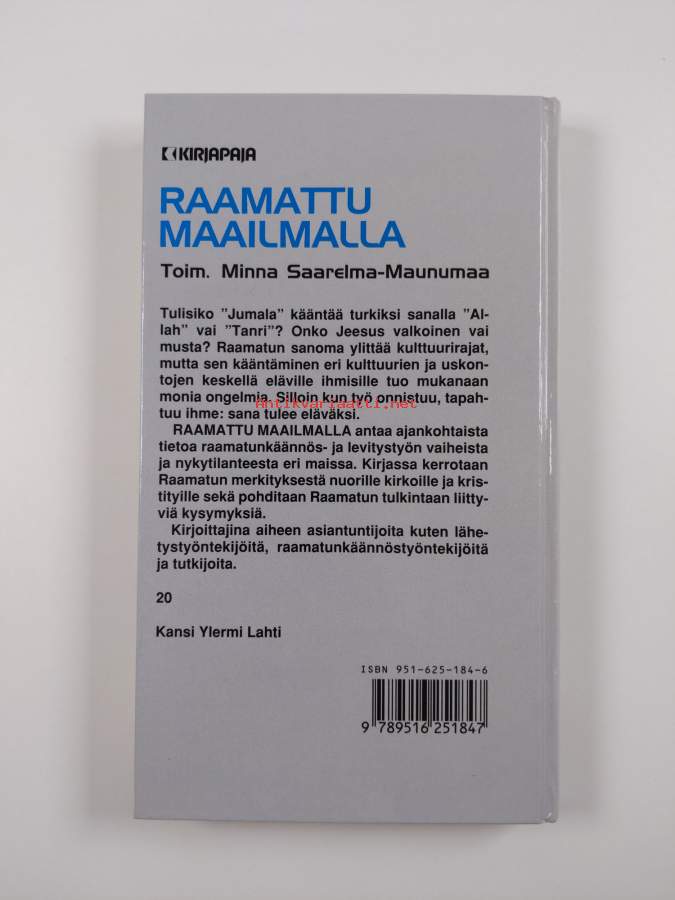 KIRJAPAJA
RAAMATTU
MAAILMALLA
Toim. Minna Saarelma-Maunumaa
Tulisiko ”Jumala” kääntää turkiksi sanalla ”Al-
lah” vai ”Tanri”? Onko Jeesus valkoinen vai
musta? Raamatun sanoma ylittää kulttuurirajat,
mutta sen kääntäminen eri kulttuurien ja uskon-
tojen keskellä eläville ihmisille tuo mukanaan
monia ongelmia. Silloin kun työ onnistuu, tapah-
Antikvariaatti.net
tuu ihme: sana tulee eläväksi.
RAAMATTU MAAILMALLA antaa ajankohtaista
tietoa raamatunkäännös- ja levitystyön vaiheista
ja nykytilanteesta eri maissa. Kirjassa kerrotaan
Raamatun merkityksestä nuorille kirkoille ja kris-
tityille sekä pohditaan Raamatun tulkintaan liitty-
viä kysymyksiä.
Kirjoittajina aiheen asiantuntijoita kuten lähe-
tystyöntekijöitä, raamatunkäännöstyöntekijöitä
ja tutkijoita.
20
Kansi Ylermi Lahti
ISBN 951-625-184-6
9 789516 251847